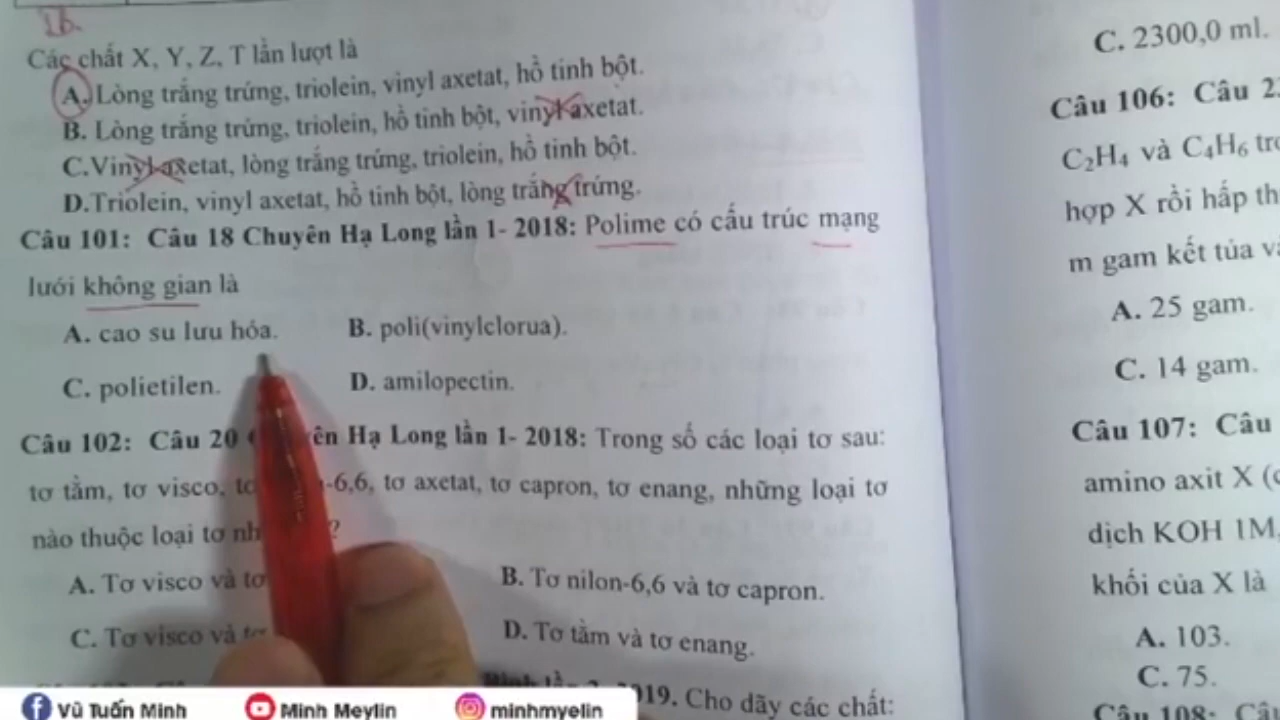 1b.
Các chất X, Y, Z, T lần lượt là
A. Lòng trắng trứng, triolein, vinyl axetat, hồ tinh bột.
B. Lòng trắng trứng, triolein, hồ tinh bột, vinyl axetat.
C.Vinyl axetat, lòng trắng trứng, triolein, hồ tinh bột.
D.Triolein, vinyl axetat, hồ tinh bột, lòng trắng trứng.
Câu 101: Câu 18 Chuyên Hạ Long lần 1- 2018: Polime có cấu trúc mạng
lưới không gian là
A. cao su lưu hóa. B. poli(vinylclorua).
C. polietilen. D. amilopectin.
Câu 102: Câu 20 ên Hạ Long lần 1- 2018: Trong số các loại tơ sau:
tơ tằm, tơ visco, -6,6, tơ axetat, tơ capron, tơ enang, những loại tơ
nào thuộc loại tơ nh ?
A. Tơ visco và tơ B. Tơ nilon-6,6 và tơ capron.
C. Tơ visco và tơ D. Tơ tằm và tơ enang.
019. Cho dãy các chất:
C. 2300,0 ml.
Câu 106: Câu 2
C₂H₄ và C₄H₆ tro
hợp X rồi hấp th
m gam kết tủa v
A. 25 gam.
C. 14 gam.
Câu 107: Câu
amino axit X (
dịch KOH 1M,
khối của X là
A. 103.
C. 75.
Câu 108:
Vũ Tuấn Minh Minh Meylin minhmyelin